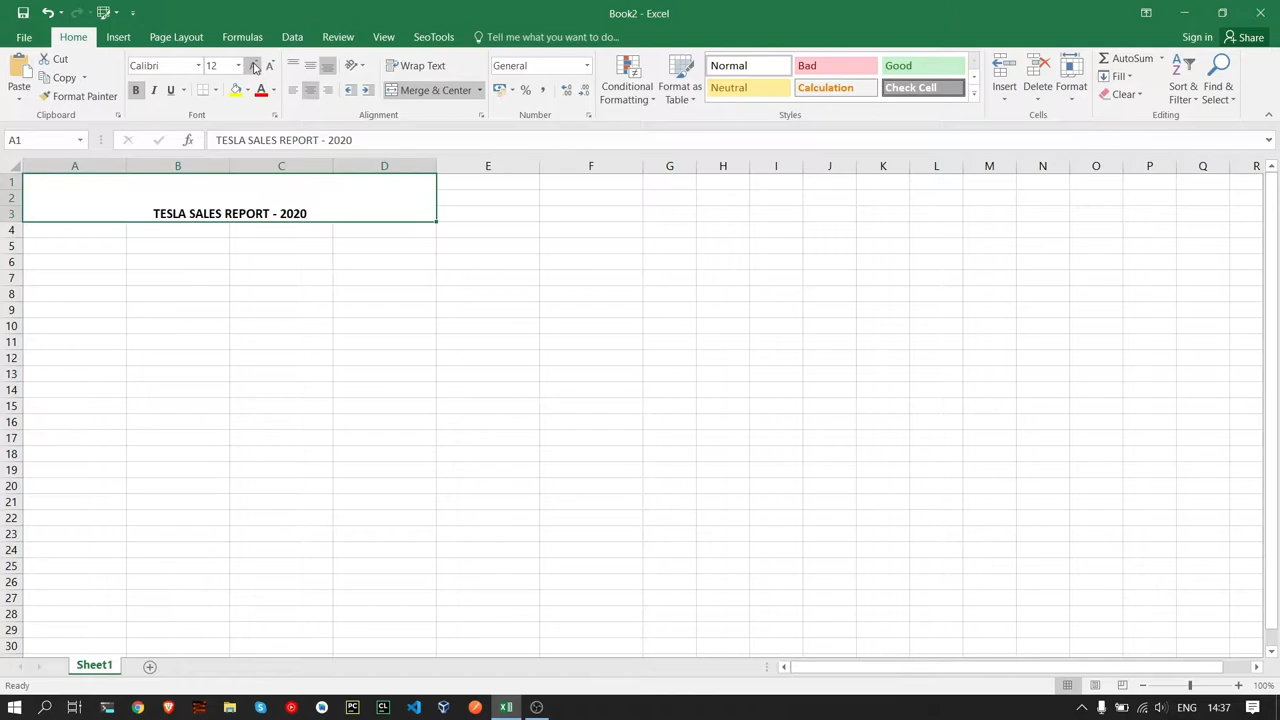 Book2 - Excel
File Home Insert Page Layout Formulas Data Review View SeoTools Tell me what you want to do... Sign in Share
Paste Cut Copy Format Painter Clipboard
Calibri 12 A A B I U A Font
Wrap Text Merge & Center Alignment
General % , Number
Conditional Formatting Format as Table
Normal Bad Good
Neutral Calculation Check Cell
Styles
Insert Delete Format Cells
AutoSum Fill Clear Sort & Filter Find & Select Editing
A1 fx TESLA SALES REPORT - 2020
A B C D E F G H I J K L M N O P Q R
1
2
3 TESLA SALES REPORT - 2020
4
5
6
7
8
9
10
11
12
13
14
15
16
17
18
19
20
21
22
23
24
25
26
27
28
29
30
Sheet1
Ready 100%
PC CL ENG 14:37